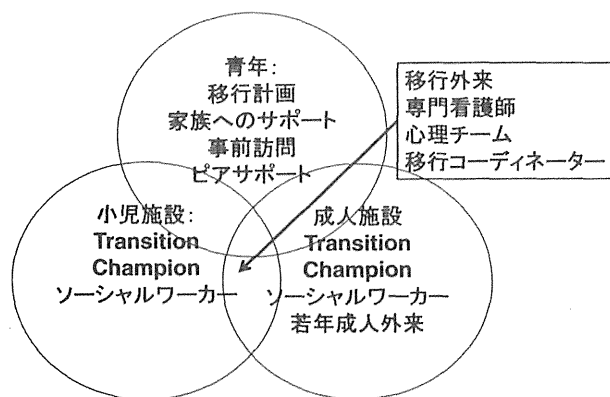 青年：
移行計画
家族へのサポート
事前訪問
ピアサポート
移行外来
専門看護師
心理チーム
移行コーディネーター
小児施設：
Transition
Champion
ソーシャルワーカー
成人施設
Transition
Champion
ソーシャルワーカー
若年成人外来